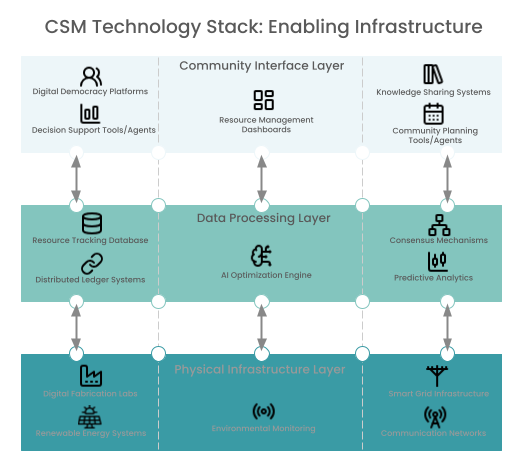 CSM Technology Stack: Enabling Infrastructure
Community Interface Layer
Digital Democracy Platforms
Decision Support Tools/Agents
Resource Management
Dashboards
Knowledge Sharing Systems
Community Planning
Tools/Agents
Data Processing Layer
Resource Tracking Database
Distributed Ledger Systems
AI Optimization Engine
Consensus Mechanisms
Predictive Analytics
Physical Infrastructure Layer
Digital Fabrication Labs
Renewable Energy Systems
Environmental Monitoring
Smart Grid Infrastructure
Communication Networks